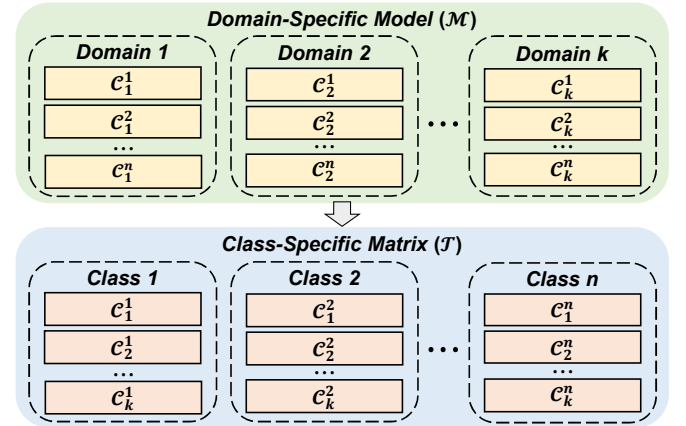 Domain-Specific Model (ℳ)
Domain 1
𝒞₁¹
𝒞₁²
...
𝒞₁ⁿ
Domain 2
𝒞₂¹
𝒞₂²
...
𝒞₂ⁿ
...
Domain k
𝒞ₖ¹
𝒞ₖ²
...
𝒞ₖⁿ
Class-Specific Matrix (𝒯)
Class 1
𝒞₁¹
𝒞₂¹
...
𝒞ₖ¹
Class 2
𝒞₁²
𝒞₂²
...
𝒞ₖ²
...
Class n
𝒞₁ⁿ
𝒞₂ⁿ
...
𝒞ₖⁿ